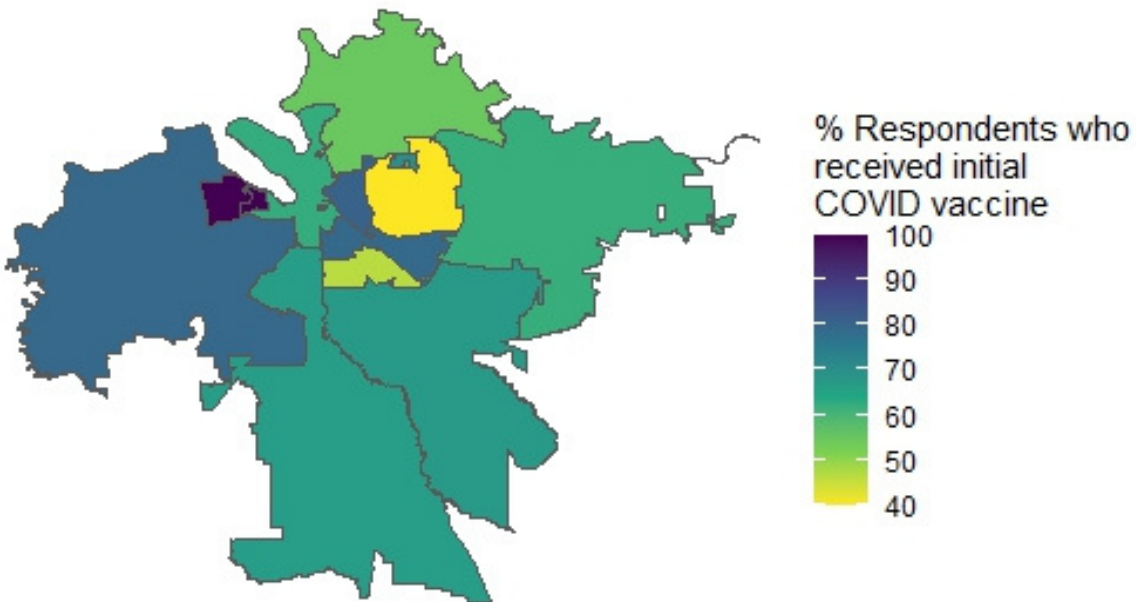 % Respondents who
received initial
COVID vaccine
100
90
80
70
60
50
40